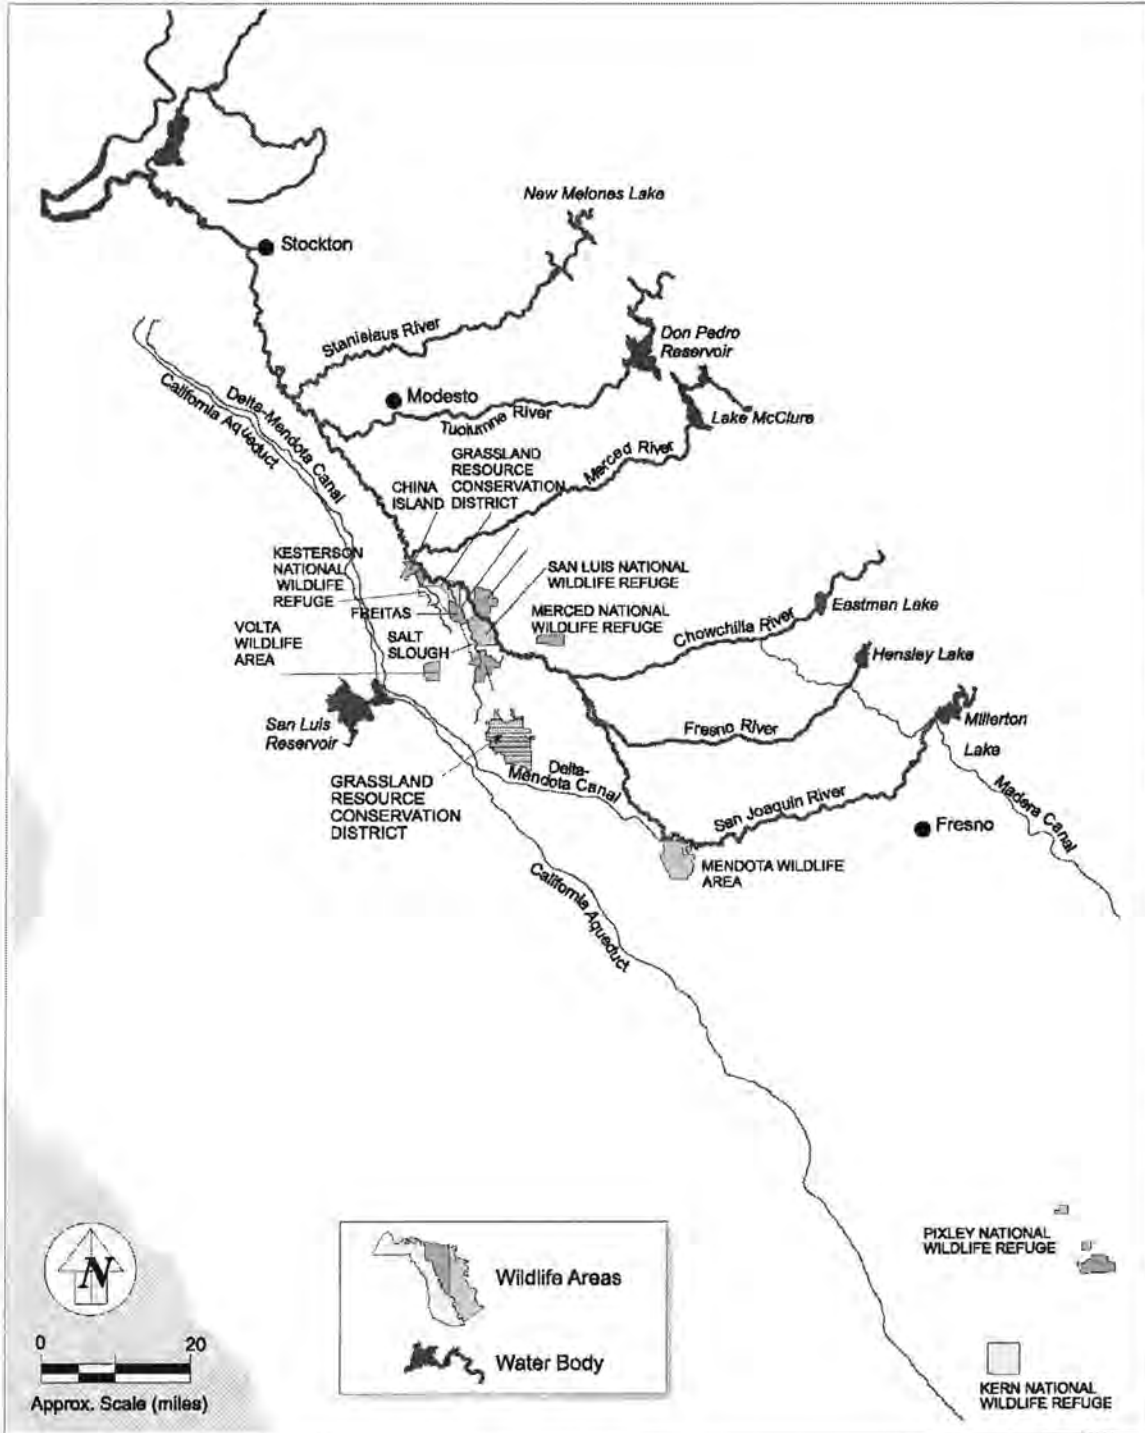 New Melones Lake
Stockton
Stanislaus River
Don Pedro
Reservoir
Delta-Mendota Canal
California Aqueduct
Modesto
Tuolumne River
Lake McClure
Merced River
GRASSLAND
RESOURCE
CONSERVATION
DISTRICT
CHINA
ISLAND
KESTERSON
NATIONAL
WILDLIFE
REFUGE
SAN LUIS NATIONAL
WILDLIFE REFUGE
FREITAS
MERCED NATIONAL
WILDLIFE REFUGE
Eastman Lake
Chowchilla River
VOLTA
WILDLIFE
AREA
SALT
SLOUGH
Hensley Lake
San Luis
Reservoir
Fresno River
Millerton
Lake
GRASSLAND
RESOURCE
CONSERVATION
DISTRICT
Delta-
Mendota Canal
San Joaquin River
Madera Canal
Fresno
MENDOTA WILDLIFE
AREA
California Aqueduct
PIXLEY NATIONAL
WILDLIFE REFUGE
N
Wildlife Areas
0 20
Water Body
Approx. Scale (miles)
KERN NATIONAL
WILDLIFE REFUGE